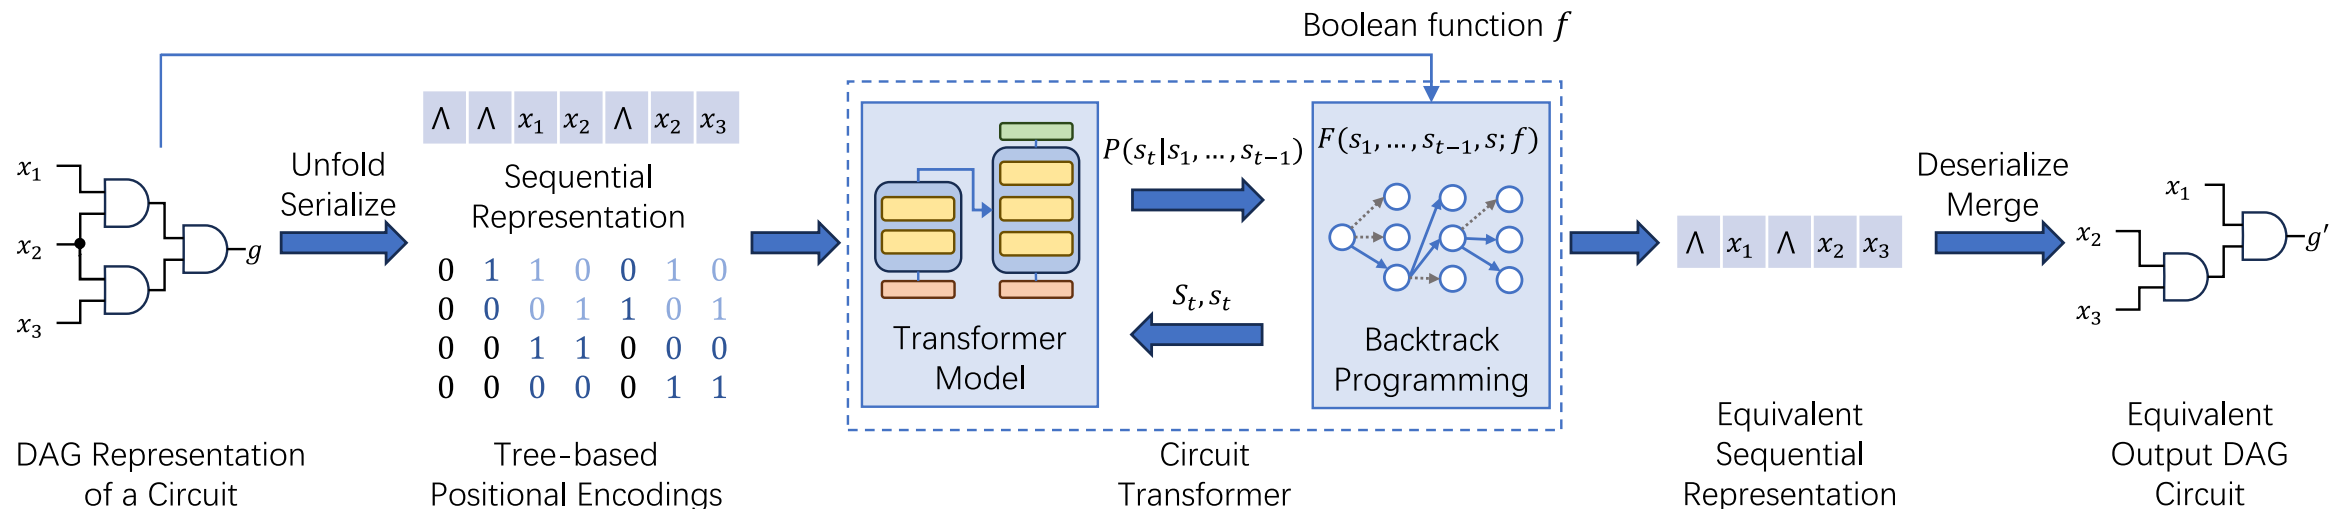 Boolean function f
x₁
x₂
x₃
g
DAG Representation
of a Circuit
Unfold
Serialize
∧ ∧ x₁ x₂ ∧ x₂ x₃
Sequential
Representation
0 1 1 0 0 1 0
0 0 0 1 1 0 1
0 0 1 1 0 0 0
0 0 0 0 0 1 1
Tree-based
Positional Encodings
Transformer
Model
P(sₜ|s₁, …, sₜ₋₁)
Sₜ, sₜ
F(s₁, …, sₜ₋₁, s; f)
Backtrack
Programming
Circuit
Transformer
∧ x₁ ∧ x₂ x₃
Equivalent
Sequential
Representation
Deserialize
Merge
x₁
x₂
x₃
g′
Equivalent
Output DAG
Circuit